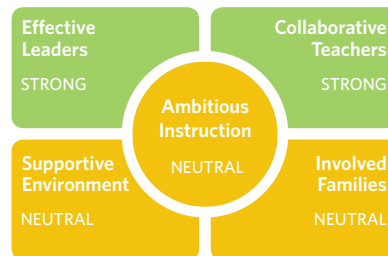 Effective
Leaders
STRONG
Collaborative
Teachers
STRONG
Ambitious
Instruction
NEUTRAL
Supportive
Environment
NEUTRAL
Involved
Families
NEUTRAL